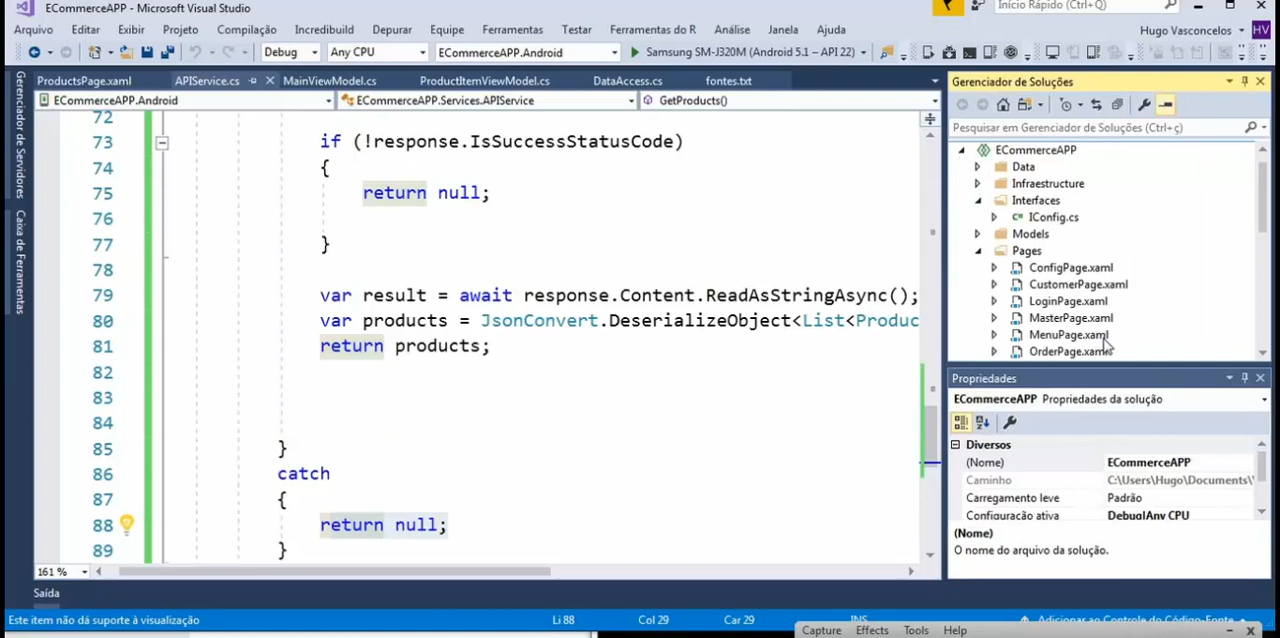 ECommerceAPP - Microsoft Visual Studio
Início Rápido (Ctrl+Q)
Arquivo Editar Exibir Projeto Compilação Incredibuild Depurar Equipe Ferramentas Testar Ferramentas do R Análise Janela Ajuda
Hugo Vasconcelos HV
Debug Any CPU ECommerceAPP.Android Samsung SM-J320M (Android 5.1 - API 22)
Gerenciador de Servidores
Caixa de Ferramentas
ProductsPage.xaml APIService.cs MainViewModel.cs ProductItemViewModel.cs DataAccess.cs fontes.txt
ECommerceAPP.Android ECommerceAPP.Services.APIService GetProducts()
72
73 if (!response.IsSuccessStatusCode)
74 {
75 return null;
76
77 }
78
79 var result = await response.Content.ReadAsStringAsync();
80 var products = JsonConvert.DeserializeObject<List<Produc
81 return products;
82
83
84
85 }
86 catch
87 {
88 return null;
89 }
161 %
Saída
Este item não dá suporte à visualização Li 88 Col 29 Car 29 INS Adicionar ao Controle do Código-Fonte
Gerenciador de Soluções
Pesquisar em Gerenciador de Soluções (Ctrl+ç)
ECommerceAPP
Data
Infrastructure
Interfaces
IConfig.cs
Models
Pages
ConfigPage.xaml
CustomerPage.xaml
LoginPage.xaml
MasterPage.xaml
MenuPage.xaml
OrderPage.xaml
Propriedades
ECommerceAPP Propriedades da solução
Diversos
(Nome) ECommerceAPP
Caminho C:\Users\Hugo\Documents\
Carregamento leve Padrão
Configuração ativa Debug|Any CPU
(Nome)
O nome do arquivo da solução.
Capture Effects Tools Help